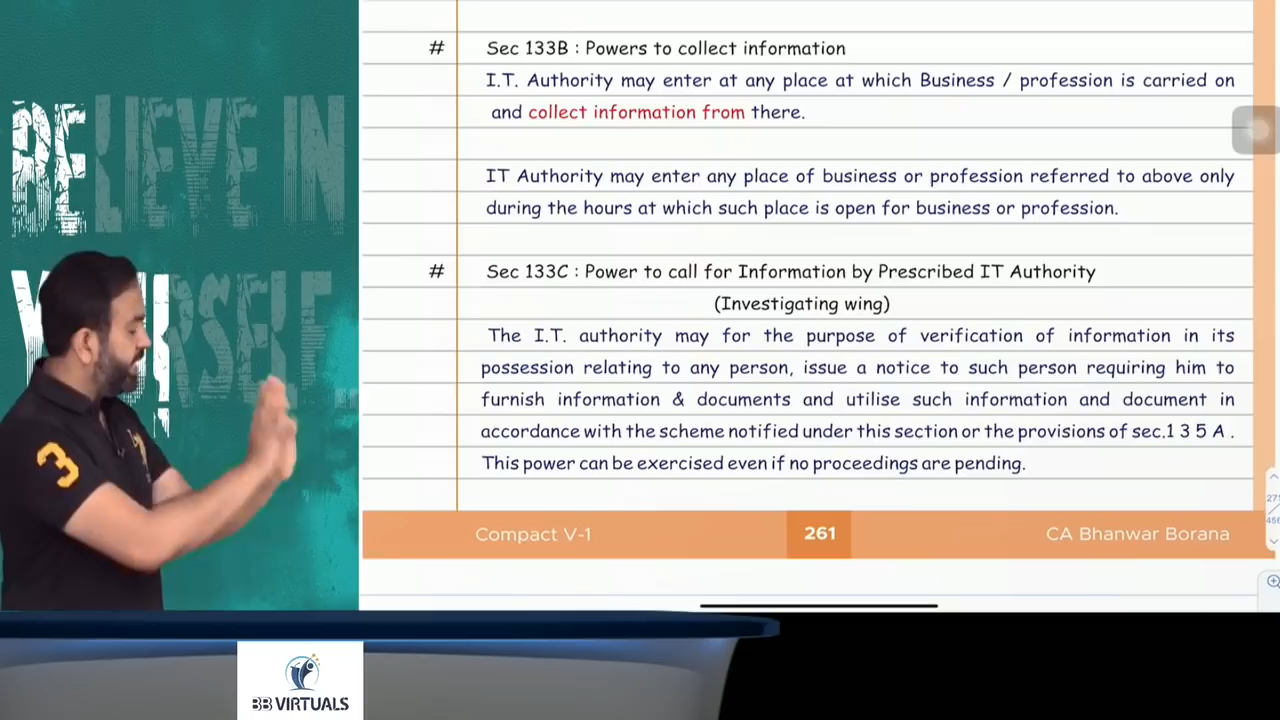 BELIEVE IN
# Sec 133B : Powers to collect information
I.T. Authority may enter at any place at which Business / profession is carried on
and collect information from there.
IT Authority may enter any place of business or profession referred to above only
during the hours at which such place is open for business or profession.
# Sec 133C : Power to call for Information by Prescribed IT Authority
(Investigating wing)
The I.T. authority may for the purpose of verification of information in its
possession relating to any person, issue a notice to such person requiring him to
furnish information & documents and utilise such information and document in
accordance with the scheme notified under this section or the provisions of sec.1 3 5 A .
This power can be exercised even if no proceedings are pending.
Compact V-1 261 CA Bhanwar Borana
3
BB VIRTUALS